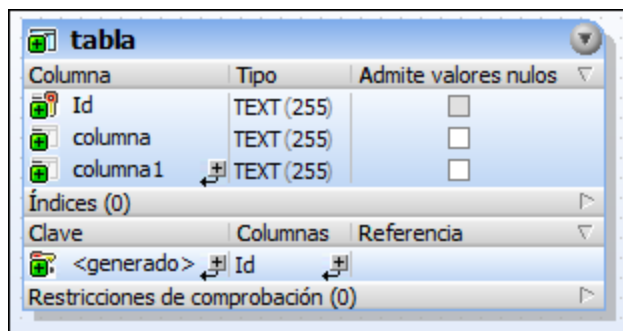 tabla
Columna Tipo Admite valores nulos
Id TEXT (255)
columna TEXT (255)
columna1 TEXT (255)
Índices (0)
Clave Columnas Referencia
<generado> Id
Restricciones de comprobación (0)